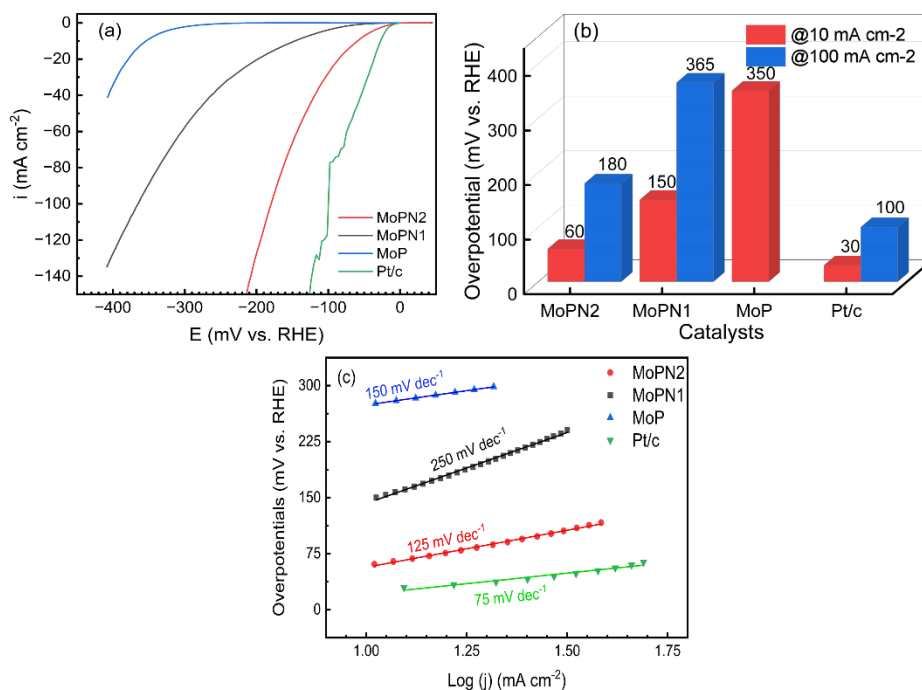 (a)
0
−20
−40
−60
−80
−100
−120
−140
i (mA cm-2)
MoPN2
MoPN1
MoP
Pt/c
−400 −300 −200 −100 0
E (mV vs. RHE)
(b)
@10 mA cm-2
@100 mA cm-2
400
300
200
100
0
Overpotential (mV vs. RHE)
60 180 150 365 350 30 100
MoPN2 MoPN1 MoP Pt/c
Catalysts
(c)
300
225
150
75
0
Overpotentials (mV vs. RHE)
150 mV dec-1
250 mV dec-1
125 mV dec-1
75 mV dec-1
MoPN2
MoPN1
MoP
Pt/c
1.00 1.25 1.50 1.75
Log (j) (mA cm-2)